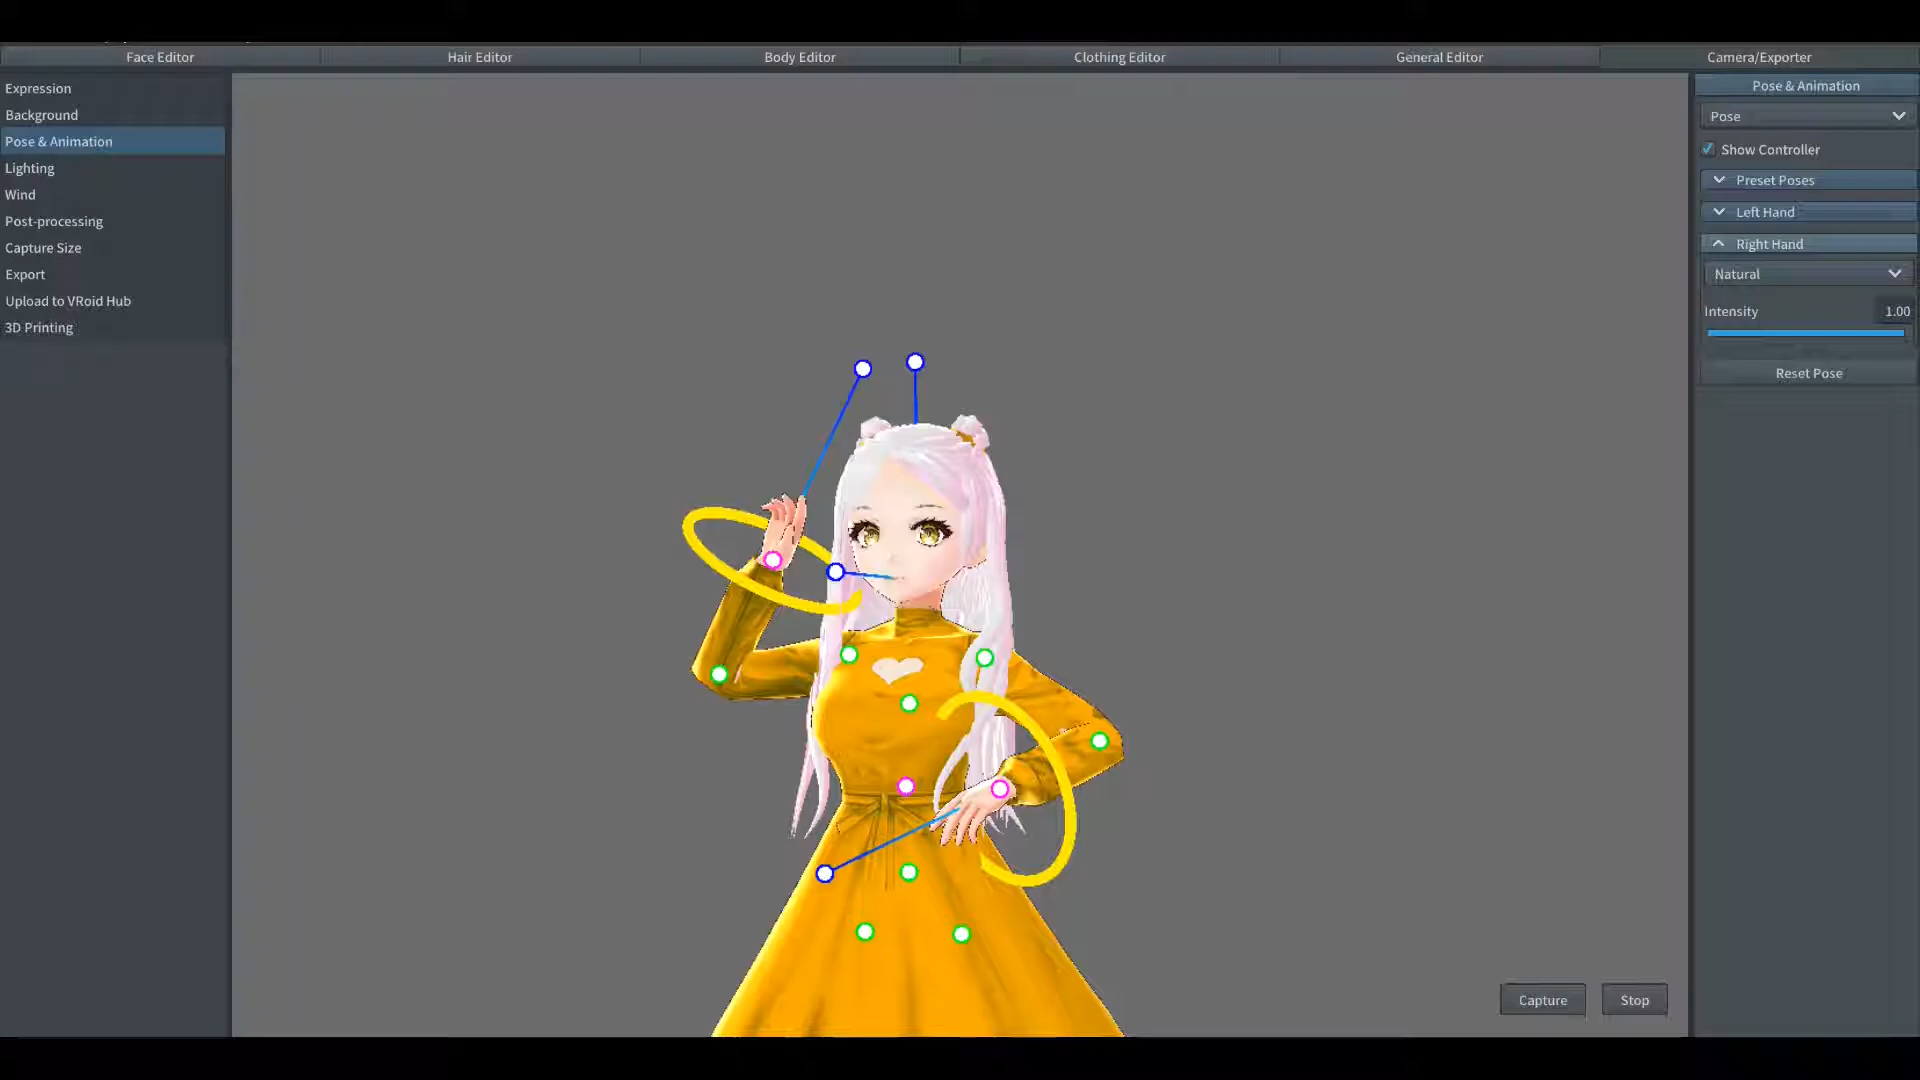 Face Editor
Hair Editor
Body Editor
Clothing Editor
General Editor
Camera/Exporter
Expression
Background
Pose & Animation
Lighting
Wind
Post-processing
Capture Size
Export
Upload to VRoid Hub
3D Printing
Pose & Animation
Pose
Show Controller
Preset Poses
Left Hand
Right Hand
Natural
Intensity 1.00
Reset Pose
Capture
Stop